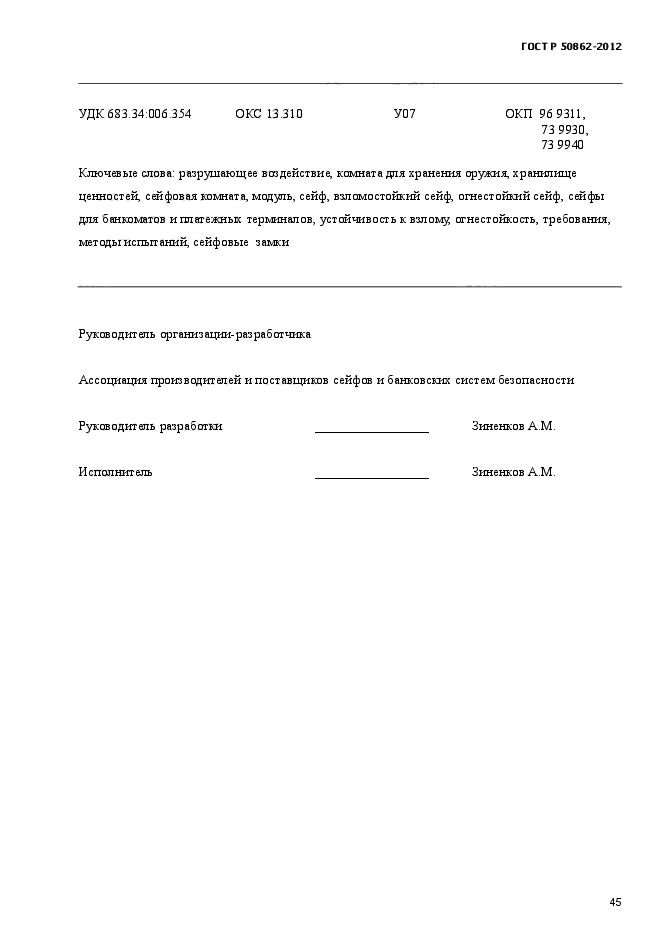 ГОСТ Р 50862-2012
УДК 683.34:006.354 ОКС 13.310 У07 ОКП 96 9311,
73 9930,
73 9940
Ключевые слова: разрушающее воздействие, комната для хранения оружия, хранилище
ценностей, сейфовая комната, модуль, сейф, взломостойкий сейф, огнестойкий сейф, сейфы
для банкоматов и платежных терминалов, устойчивость к взлому, огнестойкость, требования,
методы испытаний, сейфовые замки
Руководитель организации-разработчика
Ассоциация производителей и поставщиков сейфов и банковских систем безопасности
Руководитель разработки Зиненков А.М.
Исполнитель Зиненков А.М.
45